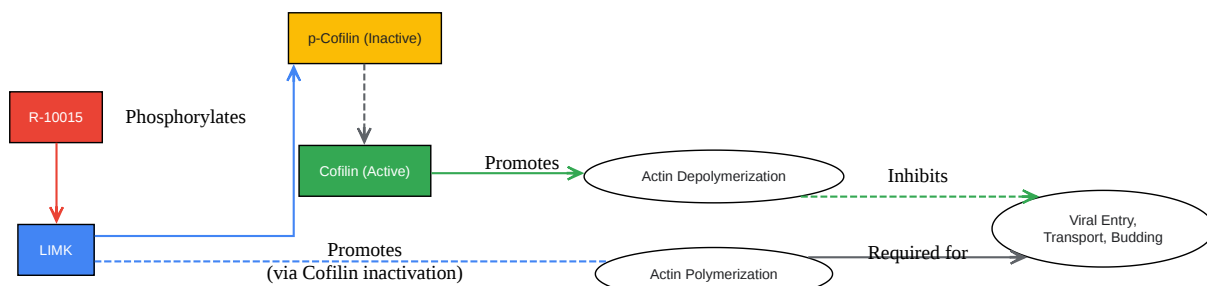 p-Cofilin (Inactive)
R-10015
Phosphorylates
Cofilin (Active)
Promotes
Actin Depolymerization
Inhibits
Viral Entry,
Transport, Budding
LIMK
Promotes
(via Cofilin inactivation)
Actin Polymerization
Required for